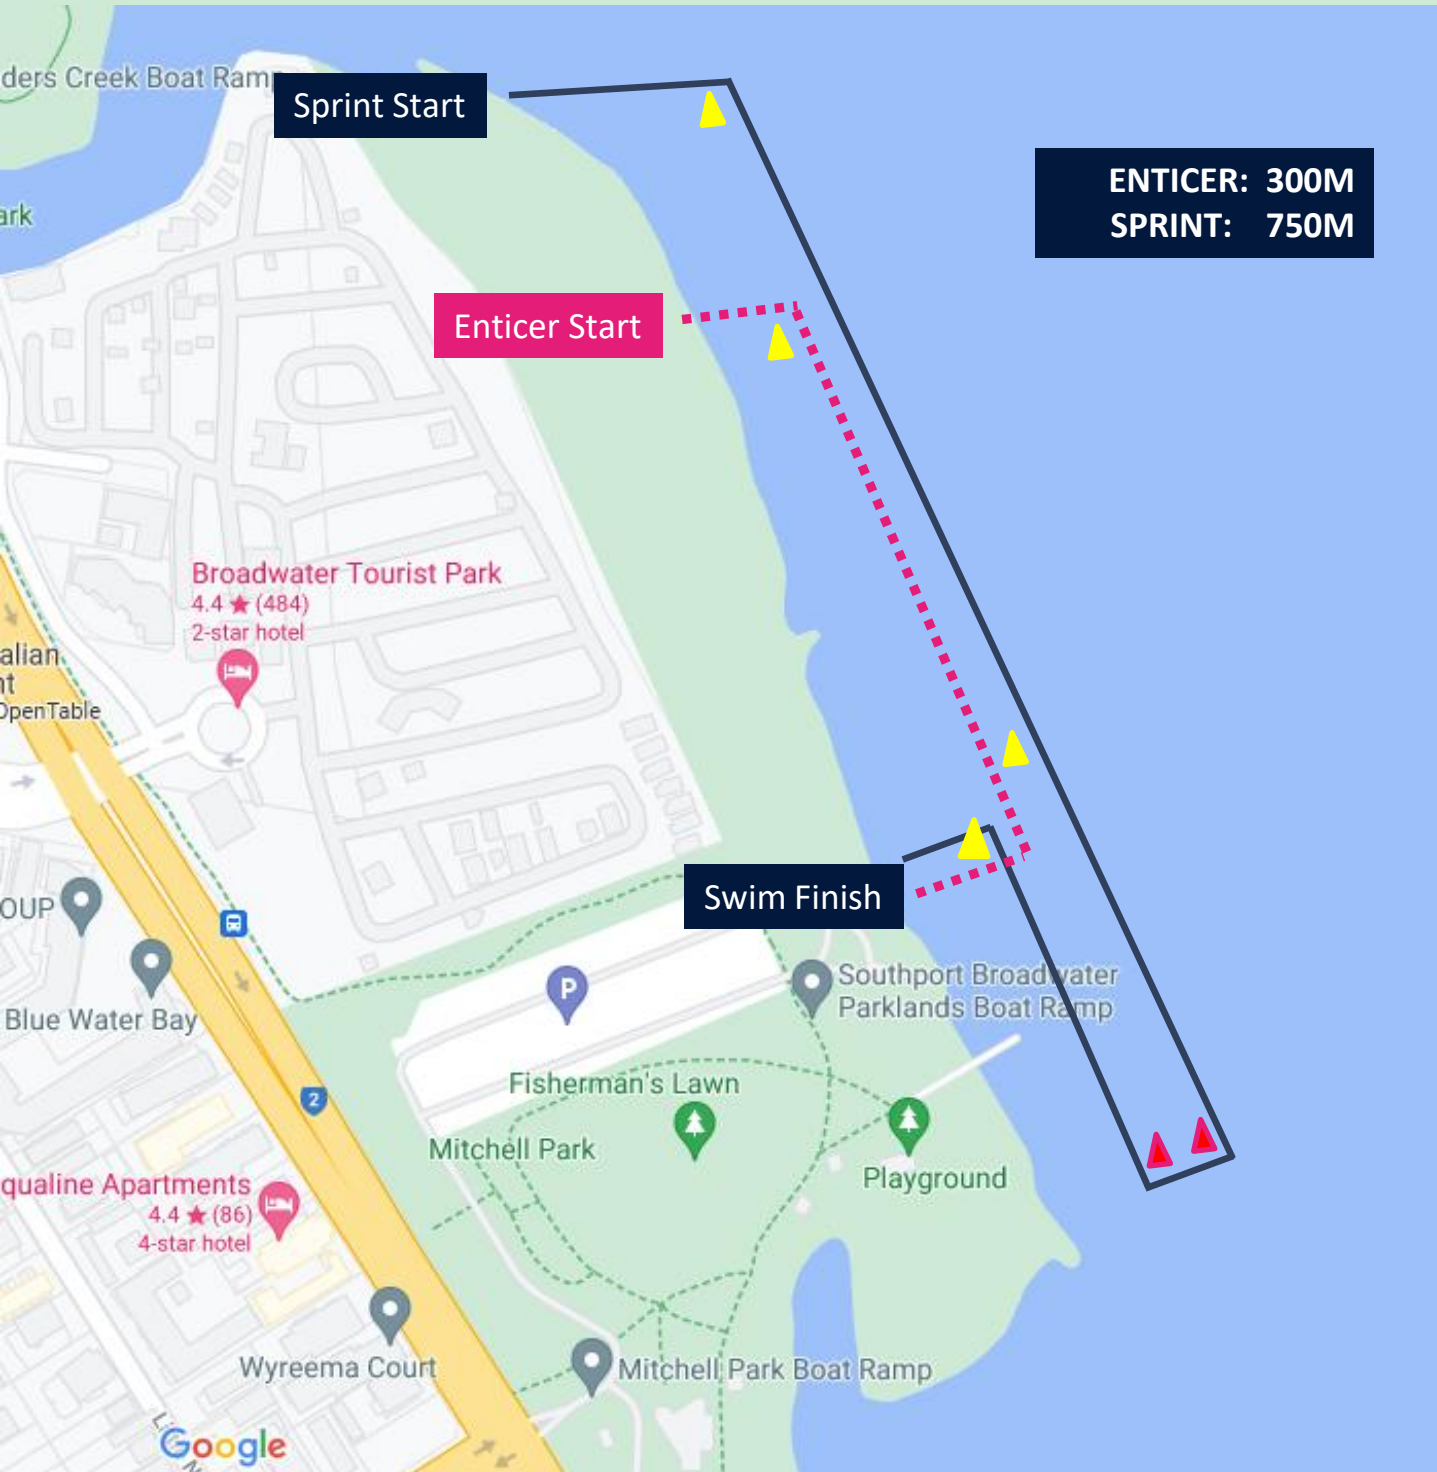 ders Creek Boat Ramp
Sprint Start
ENTICER: 300M
SPRINT: 750M
ark
Enticer Start
Broadwater Tourist Park
4.4 ★ (484)
2-star hotel
alian
nt
OpenTable
Swim Finish
OUP
P
Southport Broadwater
Parklands Boat Ramp
Blue Water Bay
Fisherman's Lawn
2
Mitchell Park
Playground
qualine Apartments
4.4 ★ (86)
4-star hotel
Wyreema Court
Mitchell Park Boat Ramp
Google